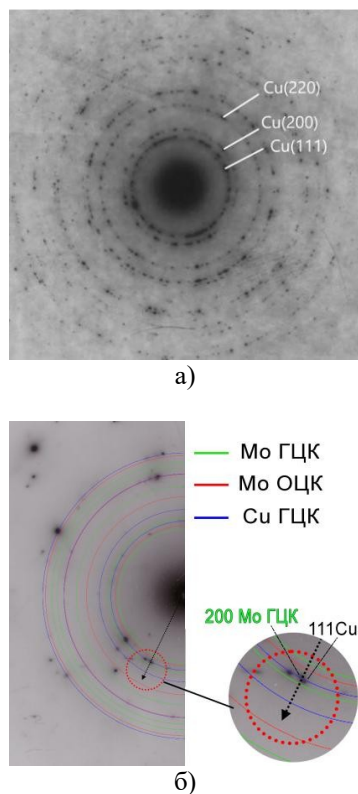 Cu(220)
Cu(200)
Cu(111)
а)
Mo ГЦК
Mo ОЦК
Cu ГЦК
200 Mo ГЦК
111Cu
б)